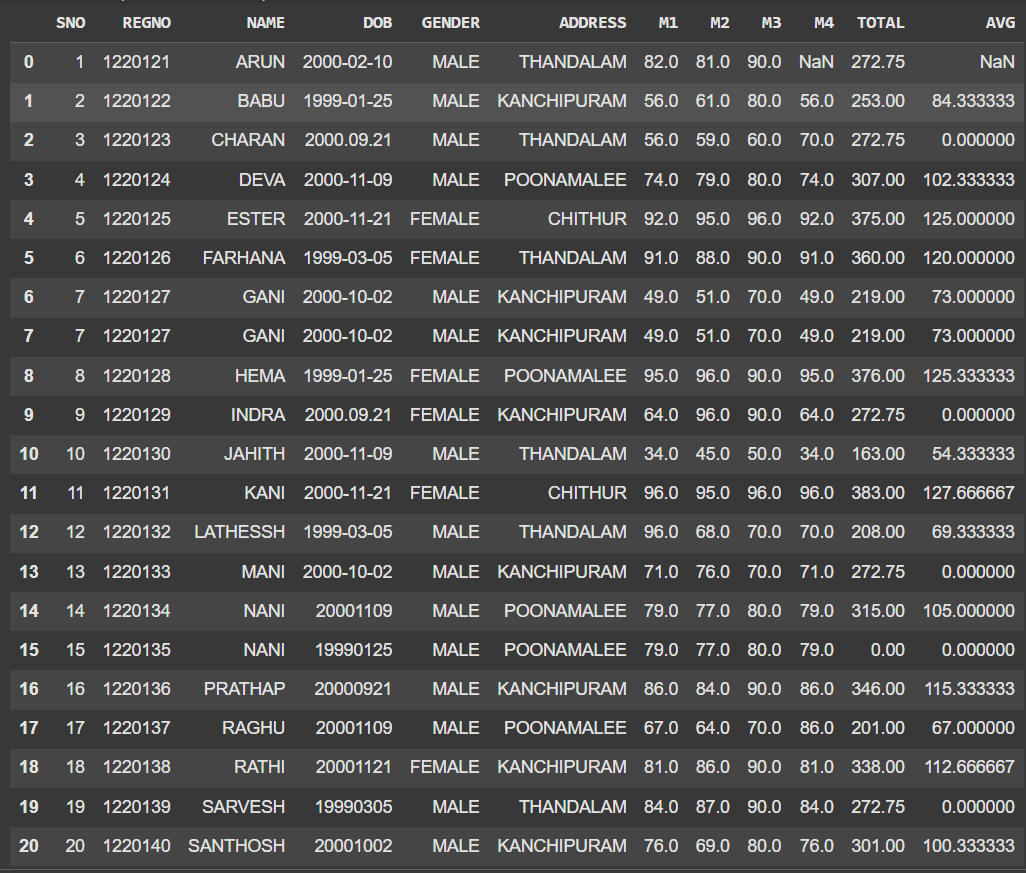 SNO REGNO NAME DOB GENDER ADDRESS M1 M2 M3 M4 TOTAL AVG
0 1 1220121 ARUN 2000-02-10 MALE THANDALAM 82.0 81.0 90.0 NaN 272.75 NaN
1 2 1220122 BABU 1999-01-25 MALE KANCHIPURAM 56.0 61.0 80.0 56.0 253.00 84.333333
2 3 1220123 CHARAN 2000.09.21 MALE THANDALAM 56.0 59.0 60.0 70.0 272.75 0.000000
3 4 1220124 DEVA 2000-11-09 MALE POONAMALEE 74.0 79.0 80.0 74.0 307.00 102.333333
4 5 1220125 ESTER 2000-11-21 FEMALE CHITHUR 92.0 95.0 96.0 92.0 375.00 125.000000
5 6 1220126 FARHANA 1999-03-05 FEMALE THANDALAM 91.0 88.0 90.0 91.0 360.00 120.000000
6 7 1220127 GANI 2000-10-02 MALE KANCHIPURAM 49.0 51.0 70.0 49.0 219.00 73.000000
7 7 1220127 GANI 2000-10-02 MALE KANCHIPURAM 49.0 51.0 70.0 49.0 219.00 73.000000
8 8 1220128 HEMA 1999-01-25 FEMALE POONAMALEE 95.0 96.0 90.0 95.0 376.00 125.333333
9 9 1220129 INDRA 2000.09.21 FEMALE KANCHIPURAM 64.0 96.0 90.0 64.0 272.75 0.000000
10 10 1220130 JAHITH 2000-11-09 MALE THANDALAM 34.0 45.0 50.0 34.0 163.00 54.333333
11 11 1220131 KANI 2000-11-21 FEMALE CHITHUR 96.0 95.0 96.0 96.0 383.00 127.666667
12 12 1220132 LATHESSH 1999-03-05 MALE THANDALAM 96.0 68.0 70.0 70.0 208.00 69.333333
13 13 1220133 MANI 2000-10-02 MALE KANCHIPURAM 71.0 76.0 70.0 71.0 272.75 0.000000
14 14 1220134 NANI 20001109 MALE POONAMALEE 79.0 77.0 80.0 79.0 315.00 105.000000
15 15 1220135 NANI 19990125 MALE POONAMALEE 79.0 77.0 80.0 79.0 0.00 0.000000
16 16 1220136 PRATHAP 20000921 MALE KANCHIPURAM 86.0 84.0 90.0 86.0 346.00 115.333333
17 17 1220137 RAGHU 20001109 MALE POONAMALEE 67.0 64.0 70.0 86.0 201.00 67.000000
18 18 1220138 RATHI 20001121 FEMALE KANCHIPURAM 81.0 86.0 90.0 81.0 338.00 112.666667
19 19 1220139 SARVESH 19990305 MALE THANDALAM 84.0 87.0 90.0 84.0 272.75 0.000000
20 20 1220140 SANTHOSH 20001002 MALE KANCHIPURAM 76.0 69.0 80.0 76.0 301.00 100.333333